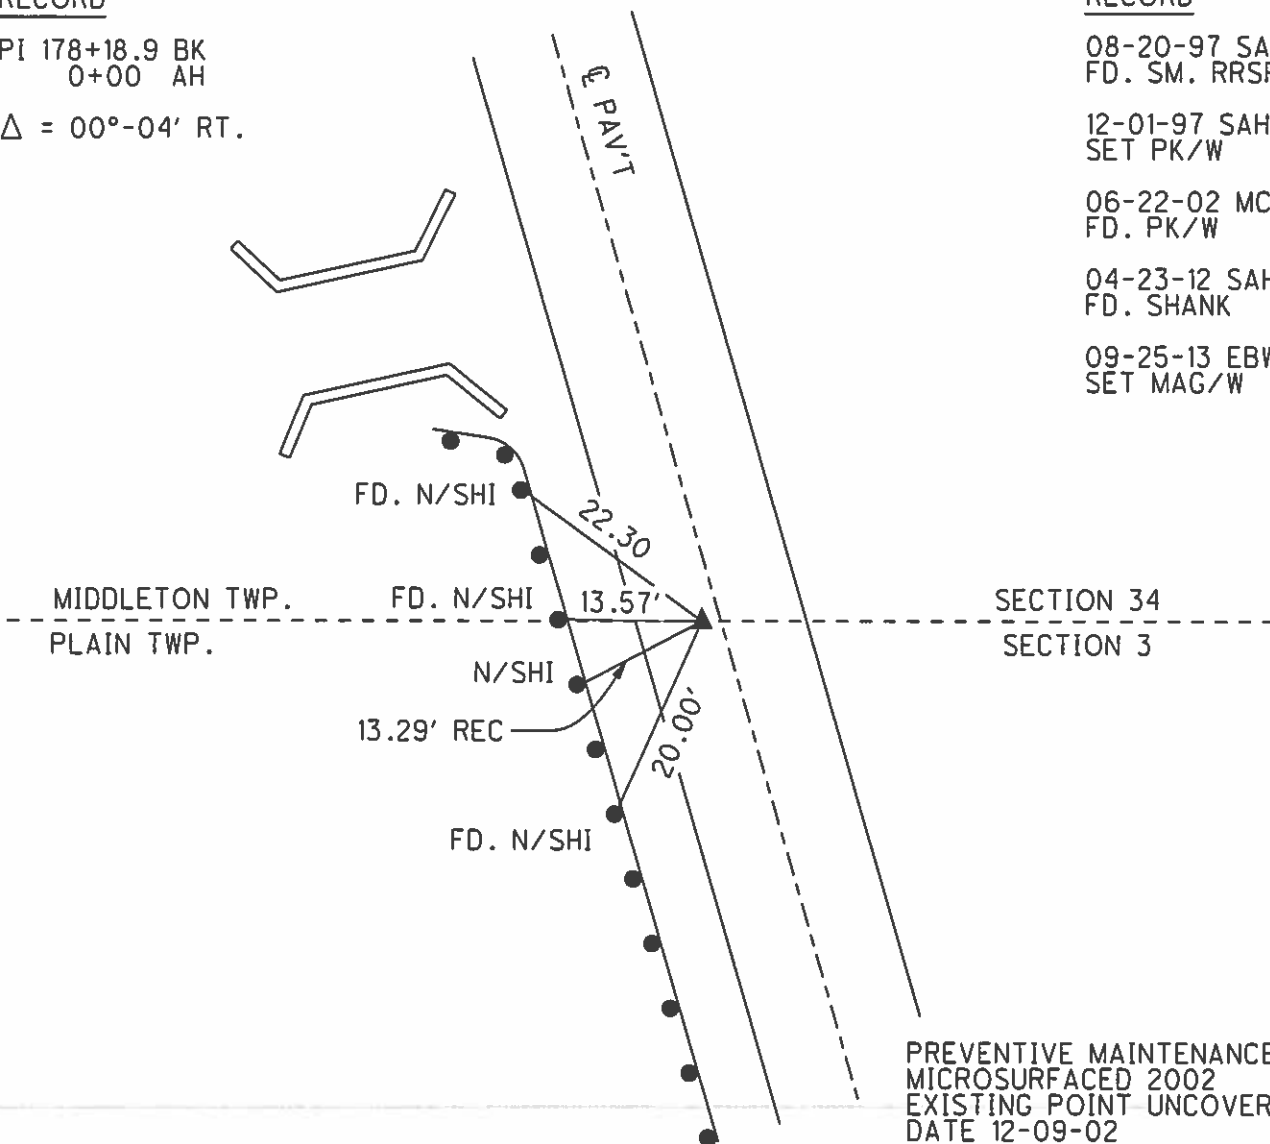 RECORD
PI 178+18.9 BK
0+00 AH
Δ = 00°-04' RT.
℄ PAV'T
RECORD
08-20-97 SA
FD. SM. RRS
12-01-97 SAH
SET PK/W
06-22-02 MC
FD. PK/W
04-23-12 SAH
FD. SHANK
09-25-13 EBW
SET MAG/W
FD. N/SHI
22.30
MIDDLETON TWP.
FD. N/SHI
13.57'
SECTION 34
PLAIN TWP.
SECTION 3
N/SHI
13.29' REC
20.00'
FD. N/SHI
PREVENTIVE MAINTENANCE
MICROSURFACED 2002
EXISTING POINT UNCOVER
DATE 12-09-02